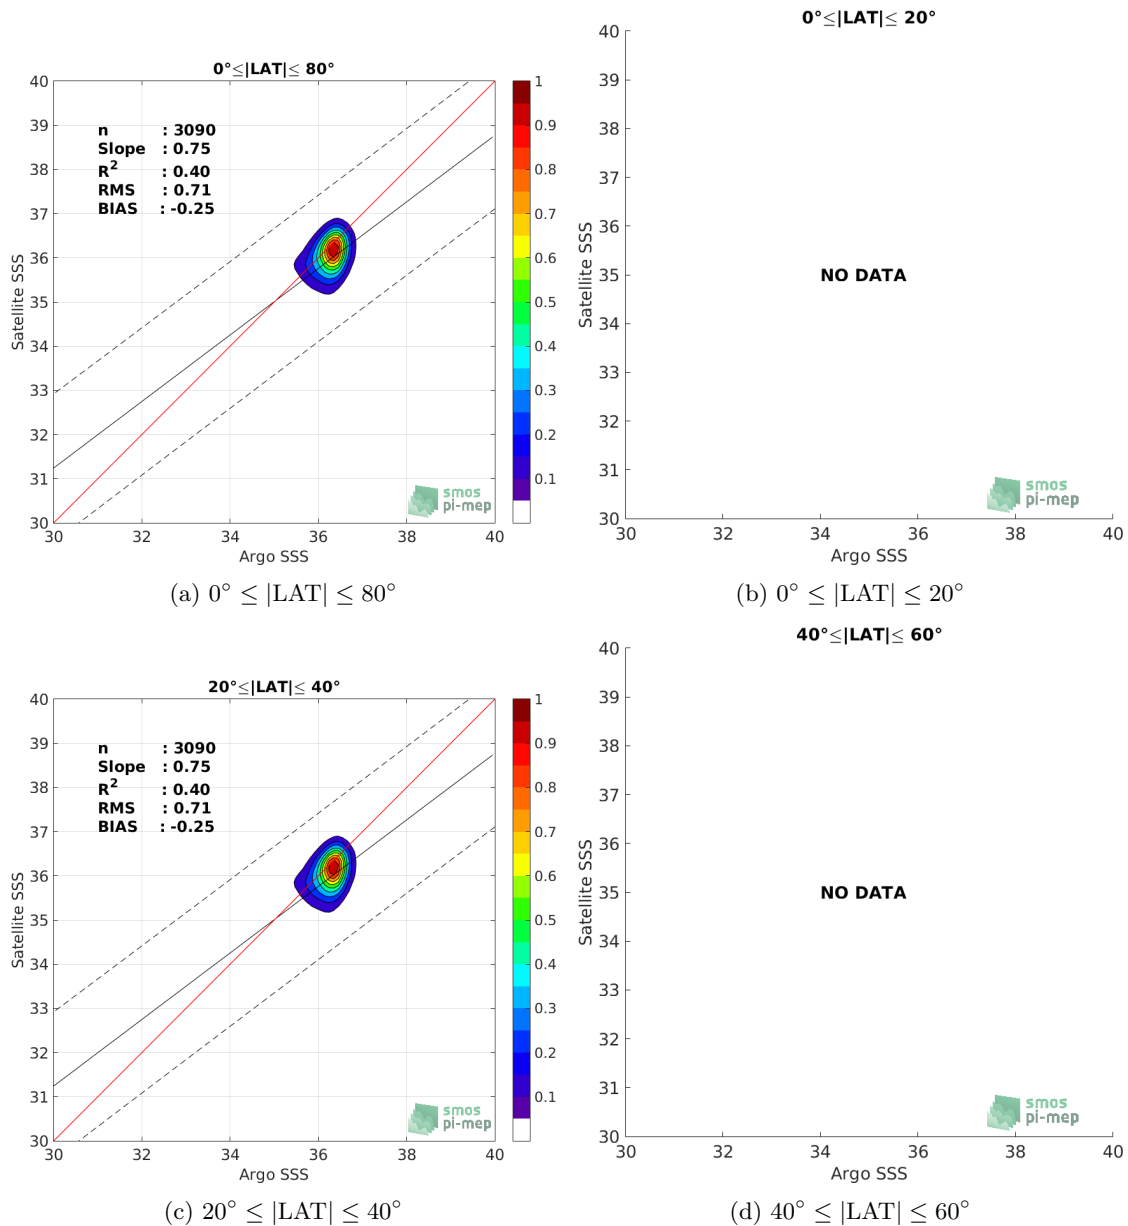 0°≤|LAT|≤ 80°
40
39
38
37
36
35
34
33
32
31
30
30
32
34
36
38
40
Satellite SSS
Argo SSS
n : 3090
Slope : 0.75
R² : 0.40
RMS : 0.71
BIAS : -0.25
1
0.9
0.8
0.7
0.6
0.5
0.4
0.3
0.2
0.1
smos
pi-mep
(a) 0° ≤ |LAT| ≤ 80°
0°≤|LAT|≤ 20°
40
39
38
37
36
35
34
33
32
31
30
30
32
34
36
38
40
Satellite SSS
Argo SSS
NO DATA
smos
pi-mep
(b) 0° ≤ |LAT| ≤ 20°
20°≤|LAT|≤ 40°
40
39
38
37
36
35
34
33
32
31
30
30
32
34
36
38
40
Satellite SSS
Argo SSS
n : 3090
Slope : 0.75
R² : 0.40
RMS : 0.71
BIAS : -0.25
1
0.9
0.8
0.7
0.6
0.5
0.4
0.3
0.2
0.1
smos
pi-mep
(c) 20° ≤ |LAT| ≤ 40°
40°≤|LAT|≤ 60°
40
39
38
37
36
35
34
33
32
31
30
30
32
34
36
38
40
Satellite SSS
Argo SSS
NO DATA
smos
pi-mep
(d) 40° ≤ |LAT| ≤ 60°